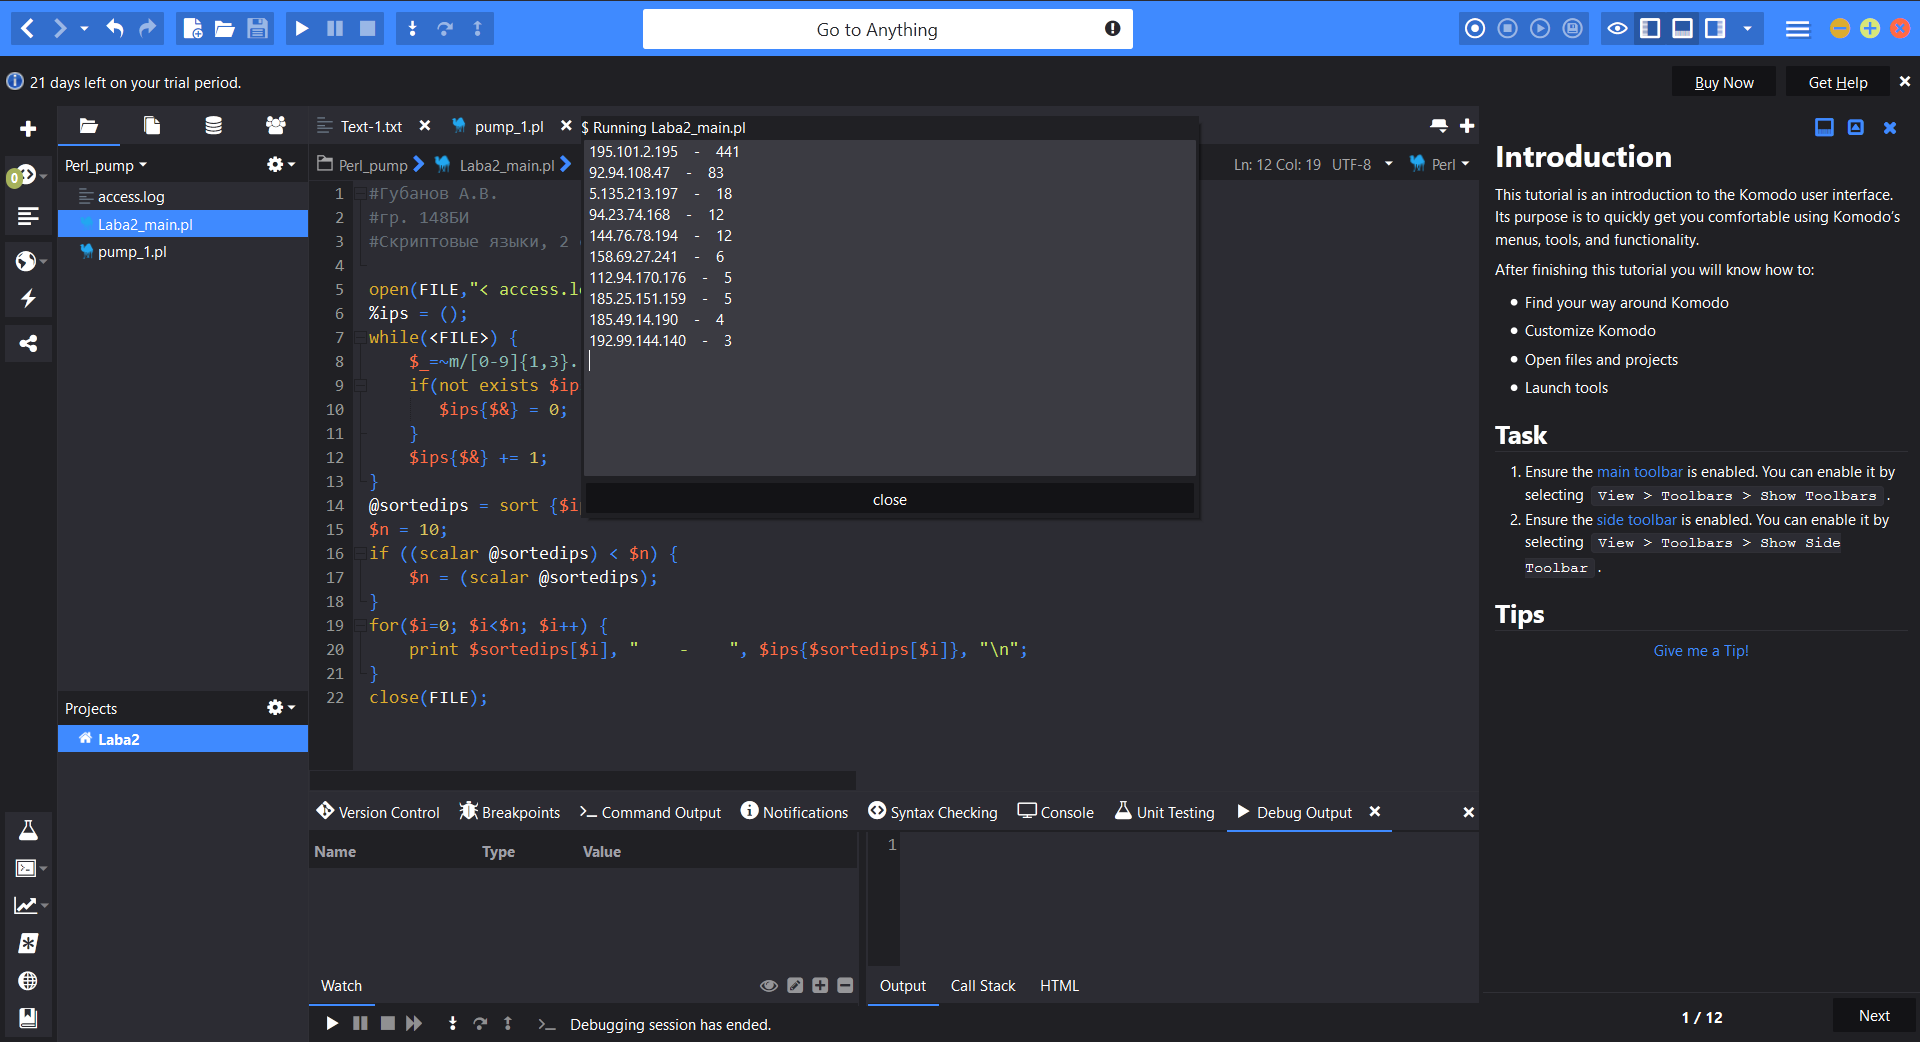 Go to Anything
21 days left on your trial period.
Buy Now
Get Help
Text-1.txt
pump_1.pl
$ Running Laba2_main.pl
195.101.2.195 - 441
92.94.108.47 - 83
5.135.213.197 - 18
94.23.74.168 - 12
144.76.78.194 - 12
158.69.27.241 - 6
112.94.170.176 - 5
185.25.151.159 - 5
185.49.14.190 - 4
192.99.144.140 - 3
close
Perl_pump
access.log
Laba2_main.pl
pump_1.pl
0
Projects
Laba2
Perl_pump
Laba2_main.pl
Ln: 12 Col: 19
UTF-8
Perl
1 #Губанов А.В.
2 #гр. 148БИ
3 #Скриптовые языки, 2
4
5 open(FILE,"< access.l
6 %ips = ();
7 while(<FILE>) {
8 $_=~m/[0-9]{1,3}.
9 if(not exists $ip
10 $ips{$&} = 0;
11 }
12 $ips{$&} += 1;
13 }
14 @sortedips = sort {$i
15 $n = 10;
16 if ((scalar @sortedips) < $n) {
17 $n = (scalar @sortedips);
18 }
19 for($i=0; $i<$n; $i++) {
20 print $sortedips[$i], "    -    ", $ips{$sortedips[$i]}, "\n";
21 }
22 close(FILE);
Version Control
Breakpoints
Command Output
Notifications
Syntax Checking
Console
Unit Testing
Debug Output
Name Type Value
1
Watch
Output
Call Stack
HTML
Debugging session has ended.
Introduction
This tutorial is an introduction to the Komodo user interface.
Its purpose is to quickly get you comfortable using Komodo's
menus, tools, and functionality.
After finishing this tutorial you will know how to:
• Find your way around Komodo
• Customize Komodo
• Open files and projects
• Launch tools
Task
1. Ensure the main toolbar is enabled. You can enable it by
selecting View > Toolbars > Show Toolbars .
2. Ensure the side toolbar is enabled. You can enable it by
selecting View > Toolbars > Show Side
Toolbar .
Tips
Give me a Tip!
1 / 12
Next